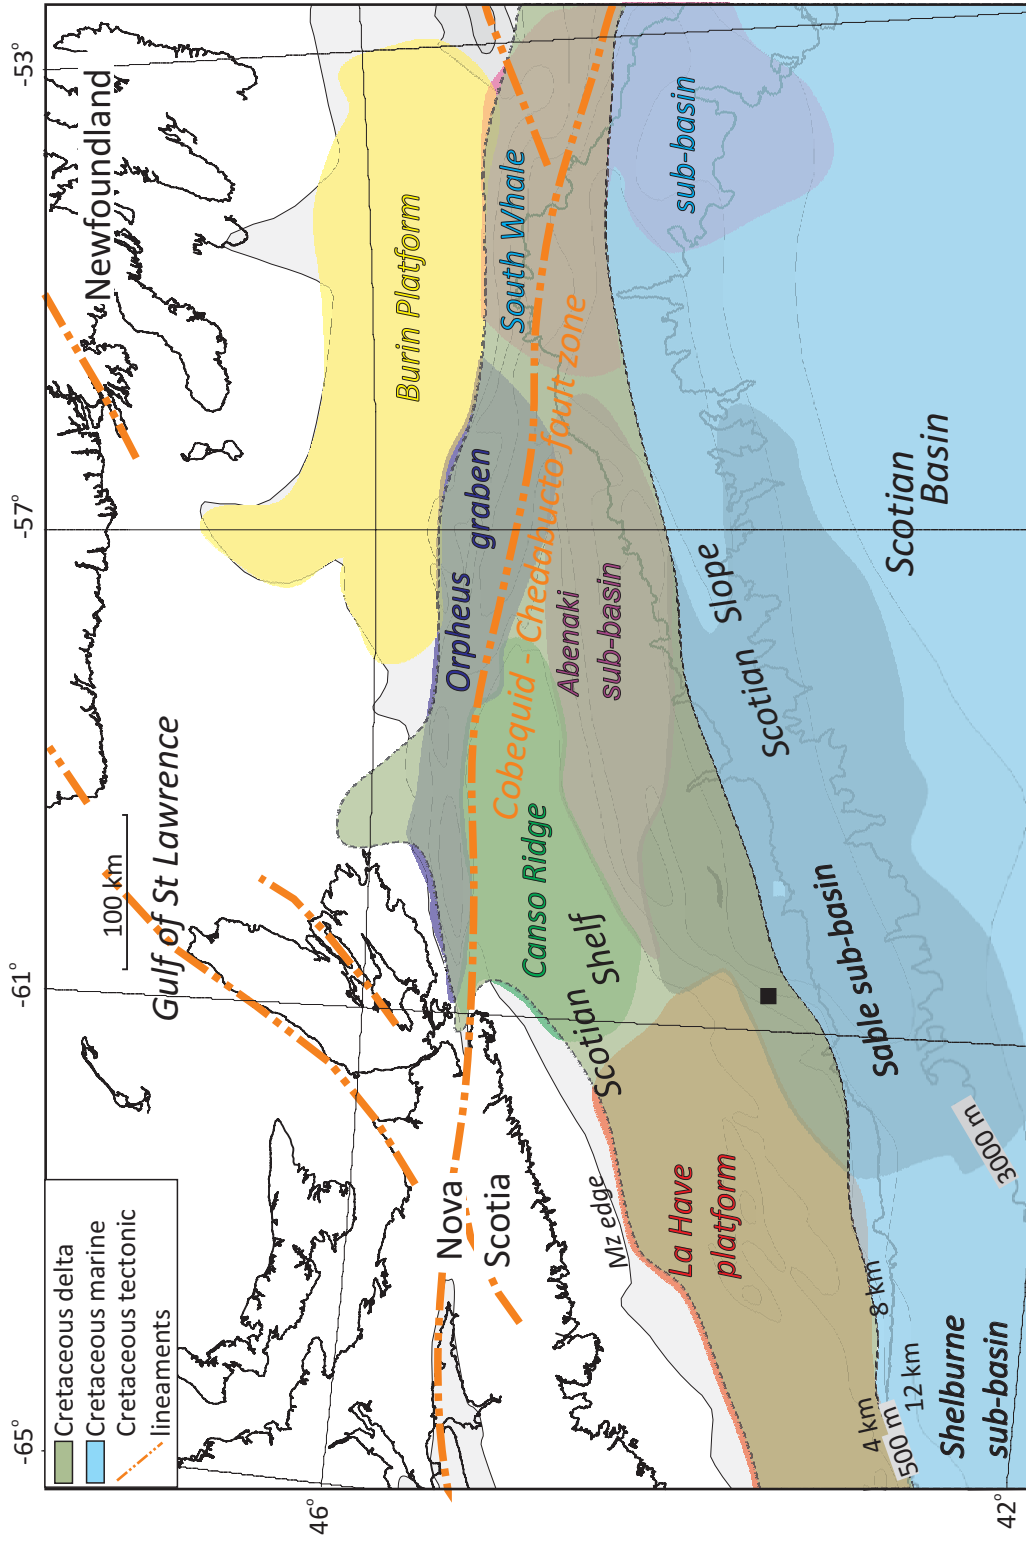 Cretaceous delta
Cretaceous marine
Cretaceous tectonic
lineaments
-65°
-61°
-57°
-53°
46°
42°
100 km
Gulf of St Lawrence
Newfoundland
Nova
Scotia
Mz edge
Burin Platform
Orpheus
graben
South Whale
sub-basin
Cobequid - Chedabucto fault zone
Canso Ridge
Abenaki
sub-basin
Scotian
Shelf
La Have
platform
Scotian
Slope
Sable sub-basin
Scotian
Basin
Shelburne
sub-basin
4 km
8 km
12 km
500 m
3000 m